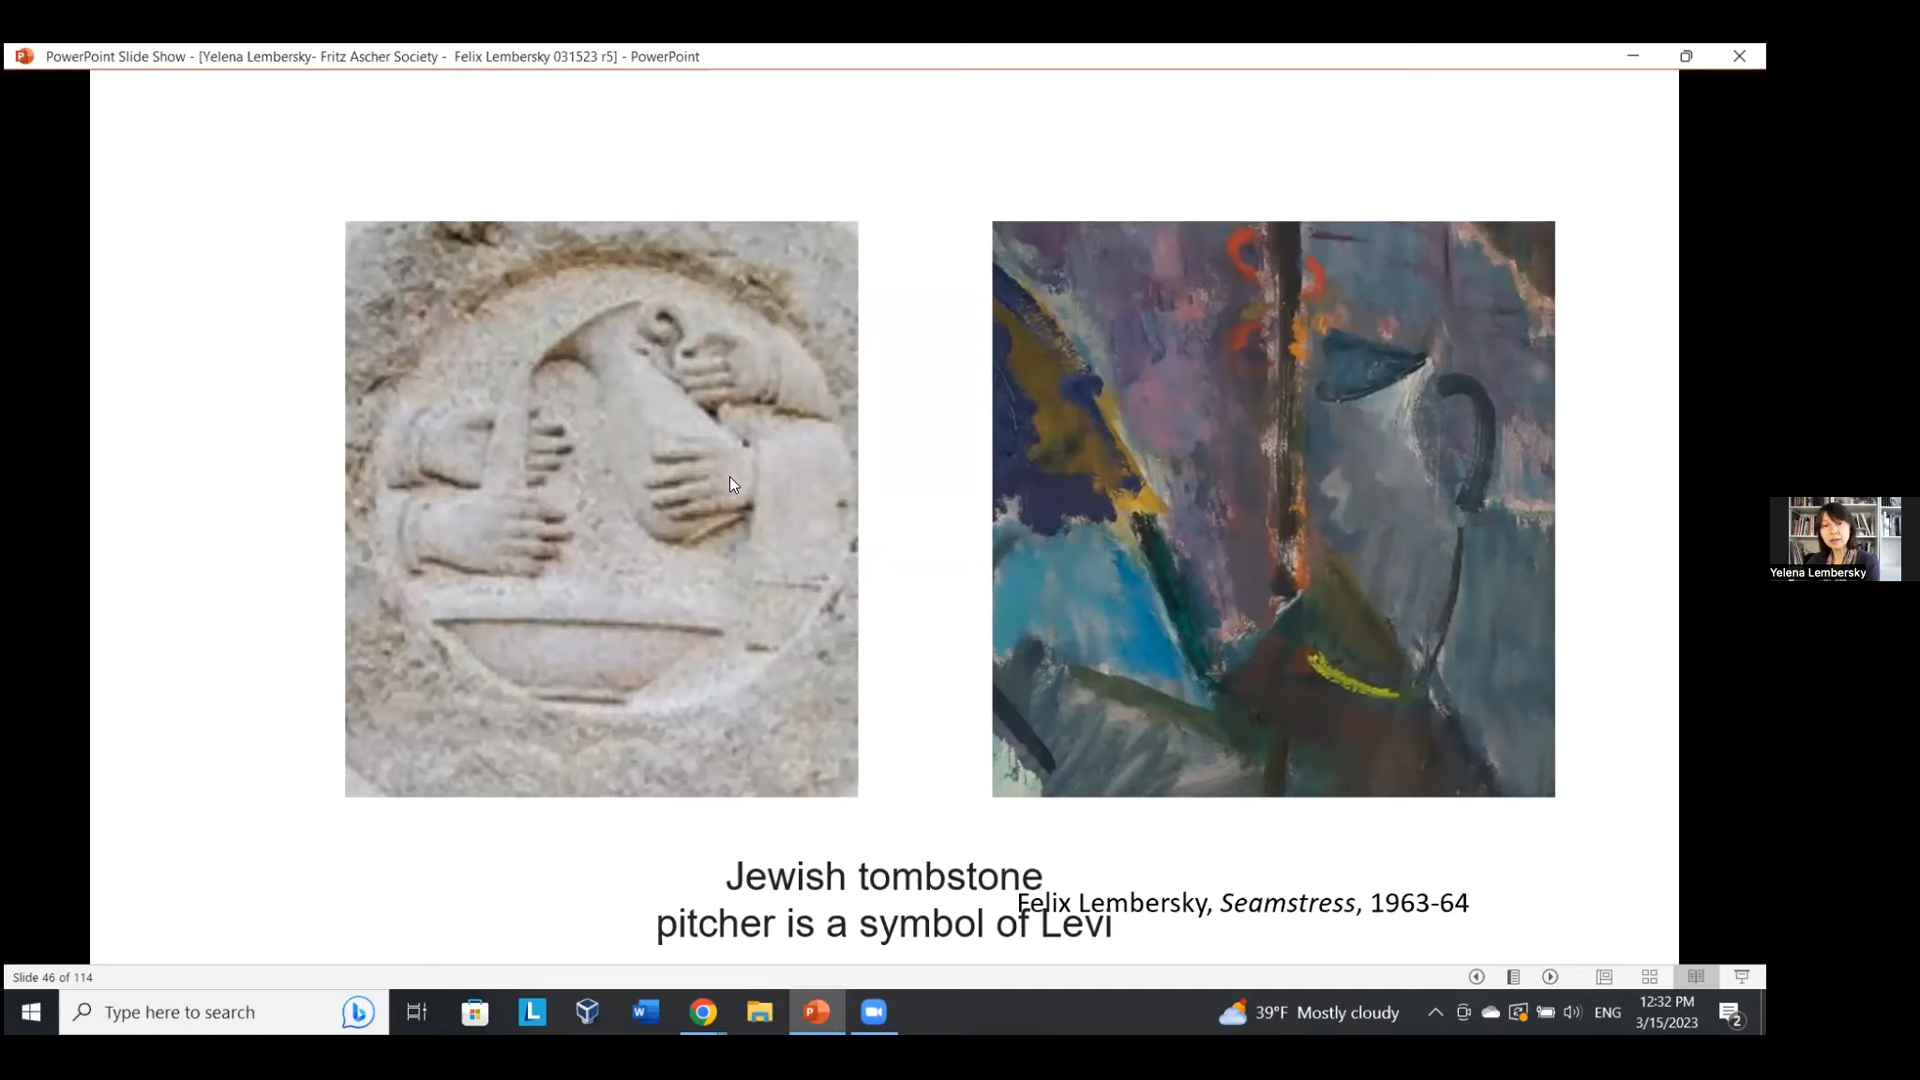 PowerPoint Slide Show - [Yelena Lembersky- Fritz Ascher Society - Felix Lembersky 031523 r5] - PowerPoint
Yelena Lembersky
Jewish tombstone
pitcher is a symbol of Levi
Felix Lembersky, Seamstress, 1963-64
Slide 46 of 114
Type here to search
39°F Mostly cloudy
ENG
12:32 PM
3/15/2023
2